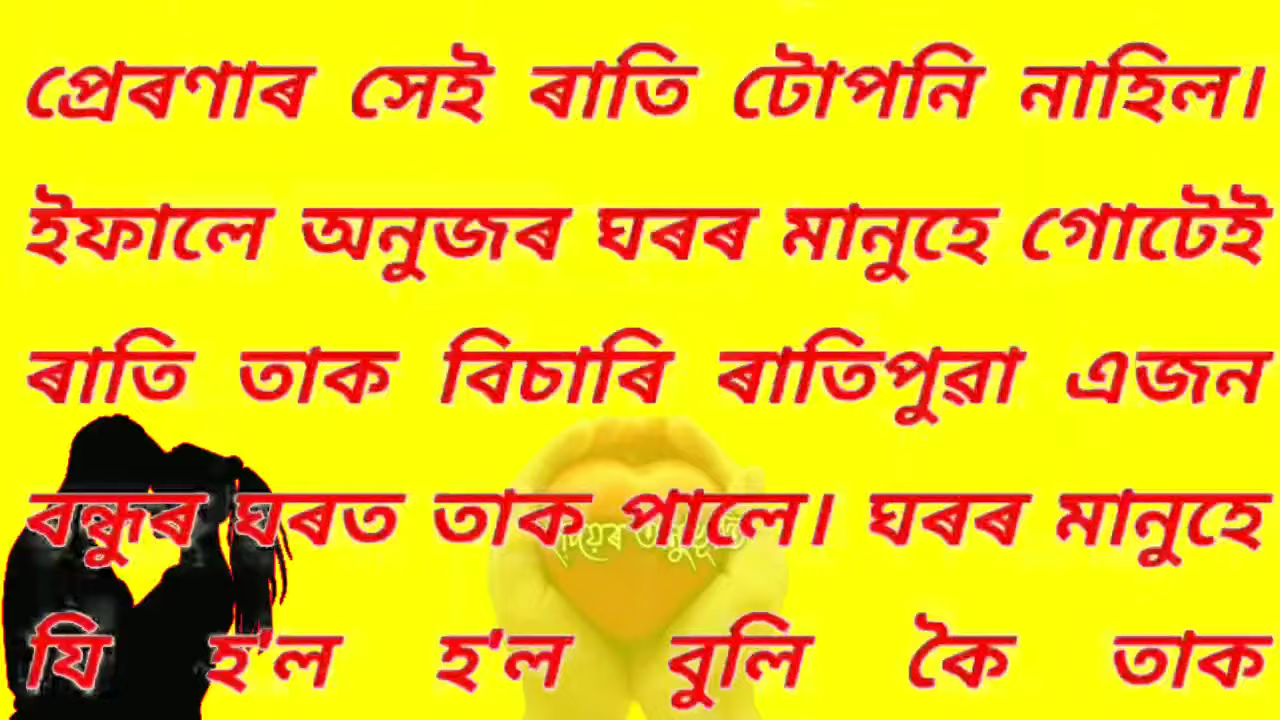 প্ৰেৰণাৰ সেই ৰাতি টোপনি নাহিল।
ইফালে অনুজৰ ঘৰৰ মানুহে গোটেই
ৰাতি তাক বিচাৰি ৰাতিপুৱা এজন
বন্ধুৰ ঘৰত তাক পালে। ঘৰৰ মানুহে
যি হ'ল হ'ল বুলি কৈ তাক